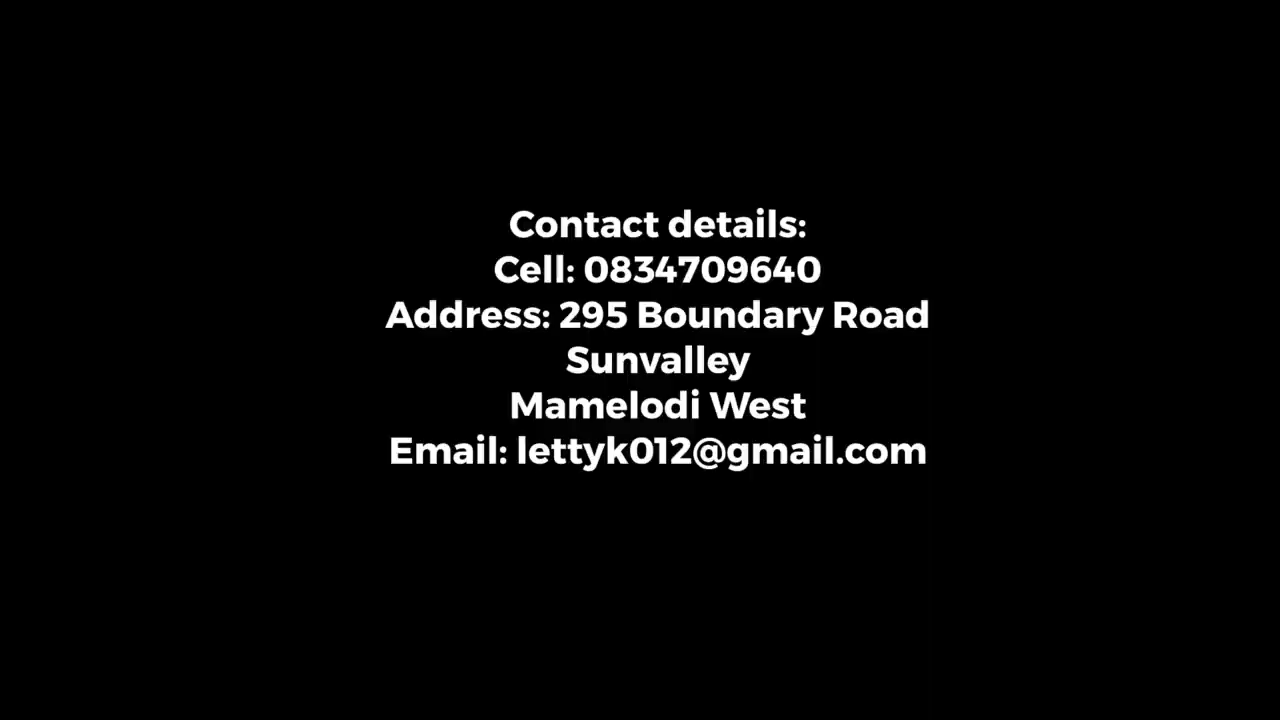 Contact details:
Cell: 0834709640
Address: 295 Boundary Road
Sunvalley
Mamelodi West
Email: lettyk012@gmail.com